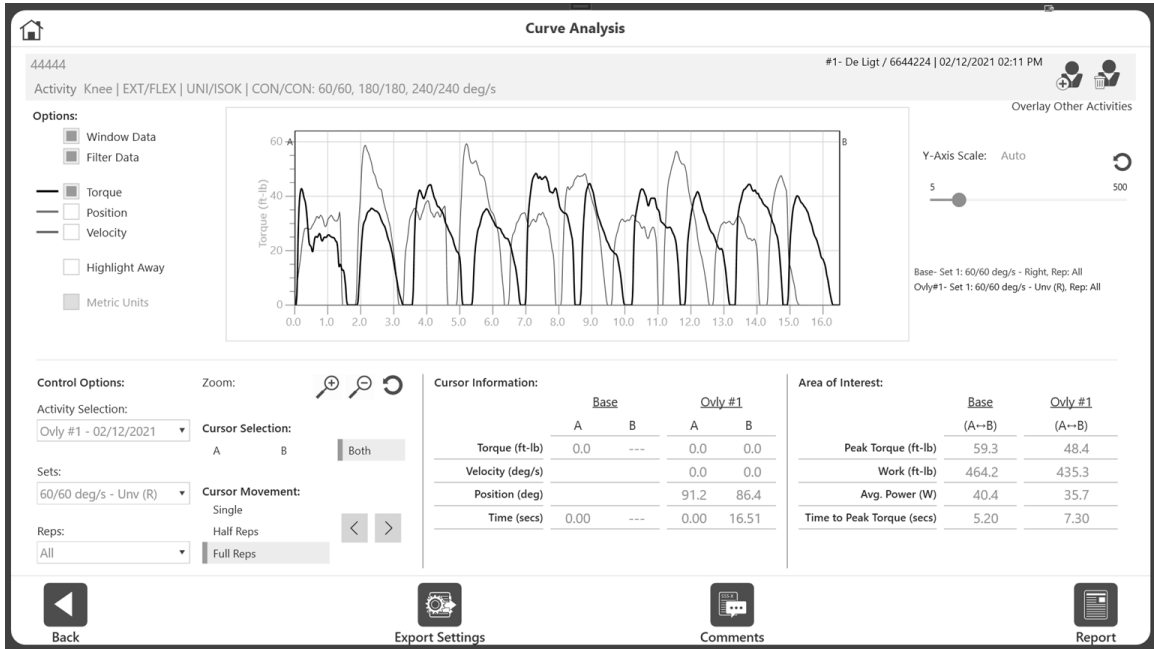 Curve Analysis
44444
#1- De Ligt / 6644224 | 02/12/2021 02:11 PM
Activity Knee | EXT/FLEX | UNI/ISOK | CON/CON: 60/60, 180/180, 240/240 deg/s
Overlay Other Activities
Options:
Window Data
Filter Data
Torque
Position
Velocity
Highlight Away
Metric Units
Torque (ft-lb)
60
40
20
0
A
B
0.0 1.0 2.0 3.0 4.0 5.0 6.0 7.0 8.0 9.0 10.0 11.0 12.0 13.0 14.0 15.0 16.0
Y-Axis Scale: Auto
5 500
Base- Set 1: 60/60 deg/s - Right, Rep: All
Ovly#1- Set 1: 60/60 deg/s - Unv (R), Rep: All
Control Options:
Activity Selection:
Ovly #1 - 02/12/2021
Sets:
60/60 deg/s - Unv (R)
Reps:
All
Zoom:
Cursor Selection:
A B Both
Cursor Movement:
Single
Half Reps
Full Reps
Cursor Information:
Base Ovly #1
A B A B
Torque (ft-lb) 0.0 --- 0.0 0.0
Velocity (deg/s) 0.0 0.0
Position (deg) 91.2 86.4
Time (secs) 0.00 --- 0.00 16.51
Area of Interest:
Base Ovly #1
(A↔B) (A↔B)
Peak Torque (ft-lb) 59.3 48.4
Work (ft-lb) 464.2 435.3
Avg. Power (W) 40.4 35.7
Time to Peak Torque (secs) 5.20 7.30
Back
Export Settings
Comments
Report